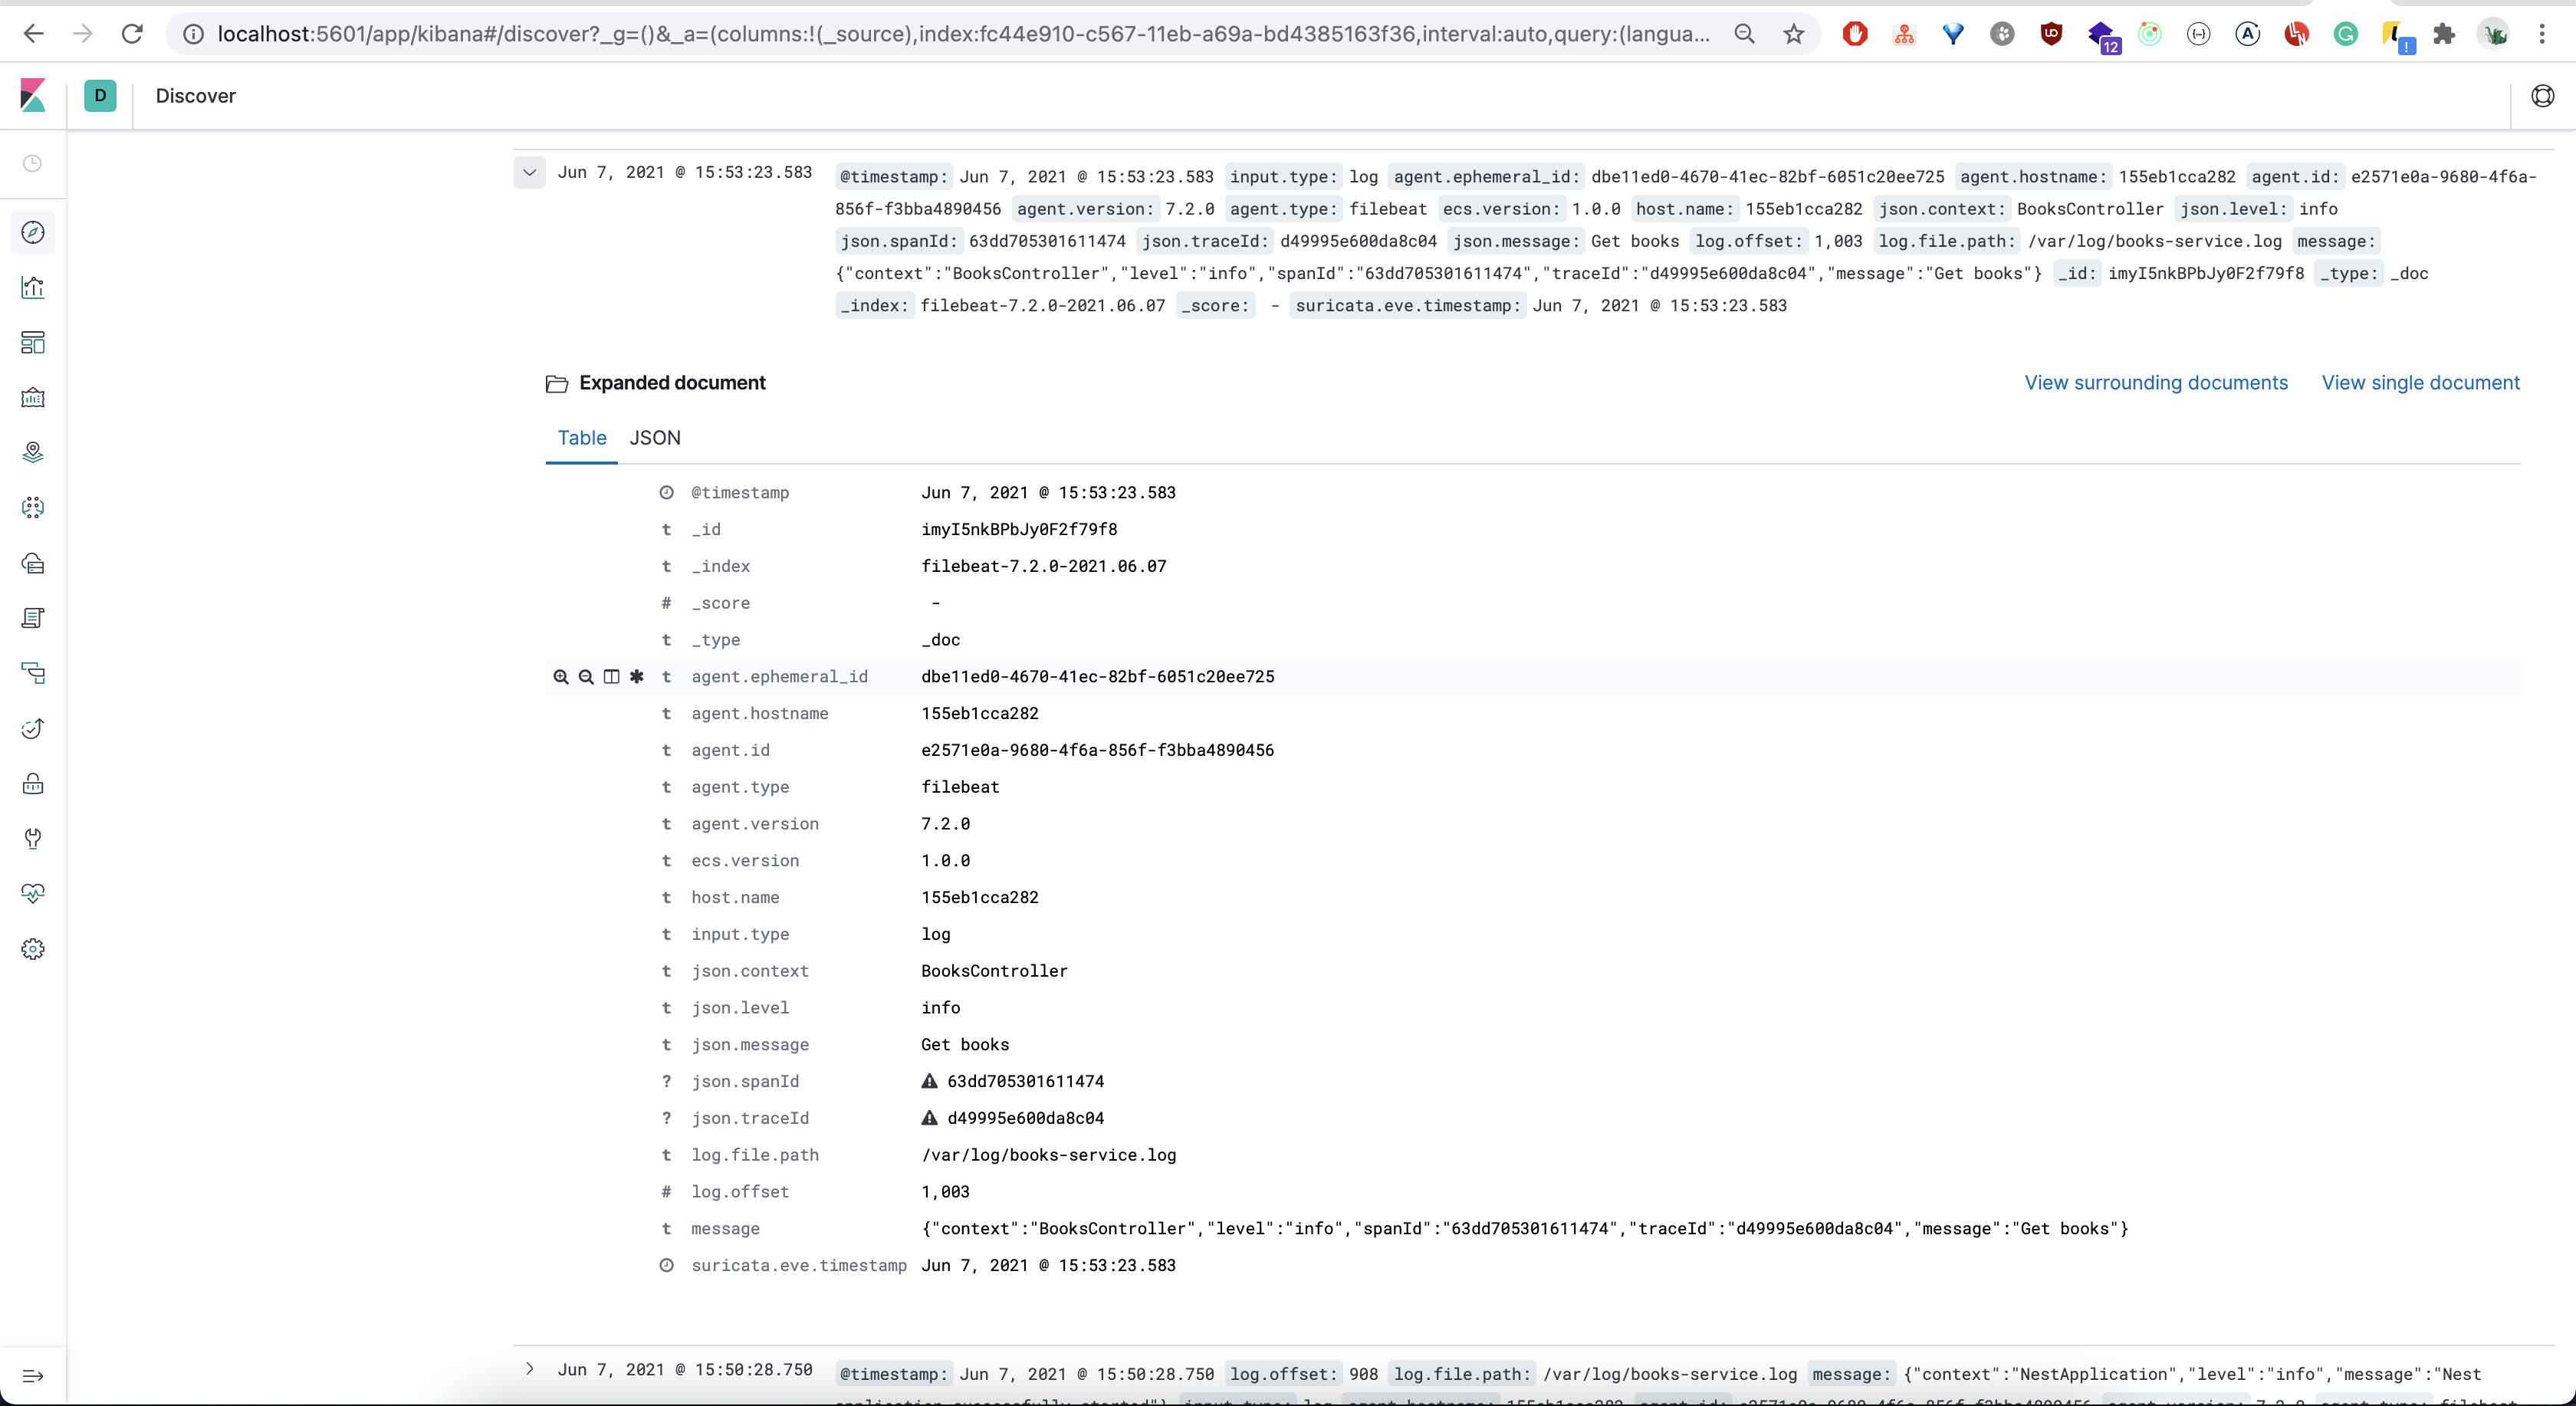 localhost:5601/app/kibana#/discover?_g=()&_a=(columns:!(_source),index:fc44e910-c567-11eb-a69a-bd4385163f36,interval:auto,query:(langua...
12
D Discover
Jun 7, 2021 @ 15:53:23.583 @timestamp: Jun 7, 2021 @ 15:53:23.583 input.type: log agent.ephemeral_id: dbe11ed0-4670-41ec-82bf-6051c20ee725 agent.hostname: 155eb1cca282 agent.id: e2571e0a-9680-4f6a-
856f-f3bba4890456 agent.version: 7.2.0 agent.type: filebeat ecs.version: 1.0.0 host.name: 155eb1cca282 json.context: BooksController json.level: info
json.spanId: 63dd705301611474 json.traceId: d49995e600da8c04 json.message: Get books log.offset: 1,003 log.file.path: /var/log/books-service.log message:
{"context":"BooksController","level":"info","spanId":"63dd705301611474","traceId":"d49995e600da8c04","message":"Get books"} _id: imyI5nkBPbJy0F2f79f8 _type: _doc
_index: filebeat-7.2.0-2021.06.07 _score: - suricata.eve.timestamp: Jun 7, 2021 @ 15:53:23.583
Expanded document View surrounding documents View single document
Table JSON
@timestamp Jun 7, 2021 @ 15:53:23.583
t _id imyI5nkBPbJy0F2f79f8
t _index filebeat-7.2.0-2021.06.07
# _score -
t _type _doc
t agent.ephemeral_id dbe11ed0-4670-41ec-82bf-6051c20ee725
t agent.hostname 155eb1cca282
t agent.id e2571e0a-9680-4f6a-856f-f3bba4890456
t agent.type filebeat
t agent.version 7.2.0
t ecs.version 1.0.0
t host.name 155eb1cca282
t input.type log
t json.context BooksController
t json.level info
t json.message Get books
? json.spanId 63dd705301611474
? json.traceId d49995e600da8c04
t log.file.path /var/log/books-service.log
# log.offset 1,003
t message {"context":"BooksController","level":"info","spanId":"63dd705301611474","traceId":"d49995e600da8c04","message":"Get books"}
suricata.eve.timestamp Jun 7, 2021 @ 15:53:23.583
Jun 7, 2021 @ 15:50:28.750 @timestamp: Jun 7, 2021 @ 15:50:28.750 log.offset: 908 log.file.path: /var/log/books-service.log message: {"context":"NestApplication","level":"info","message":"Nest